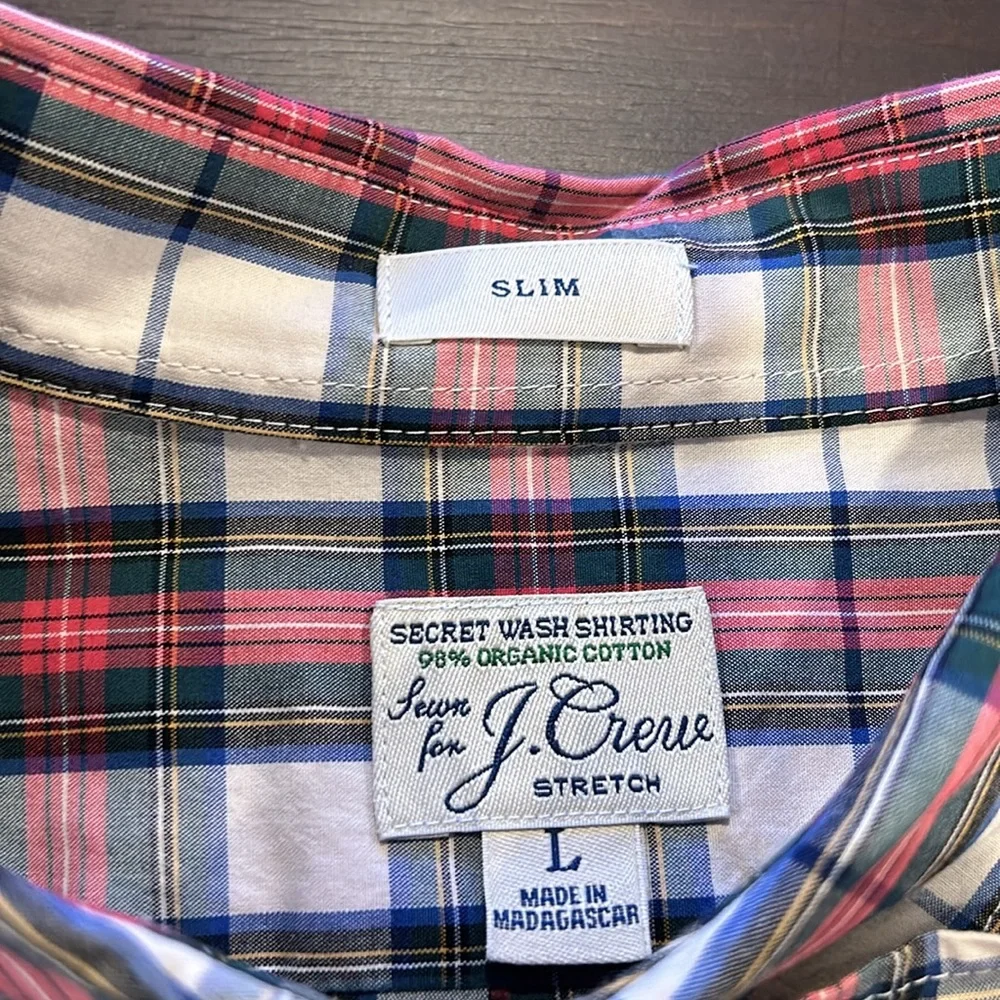 SLIM
SECRET WASH SHIRTING
98% ORGANIC COTTON
Sewn
for J.Crew
STRETCH
L
MADE IN
MADAGASCAR